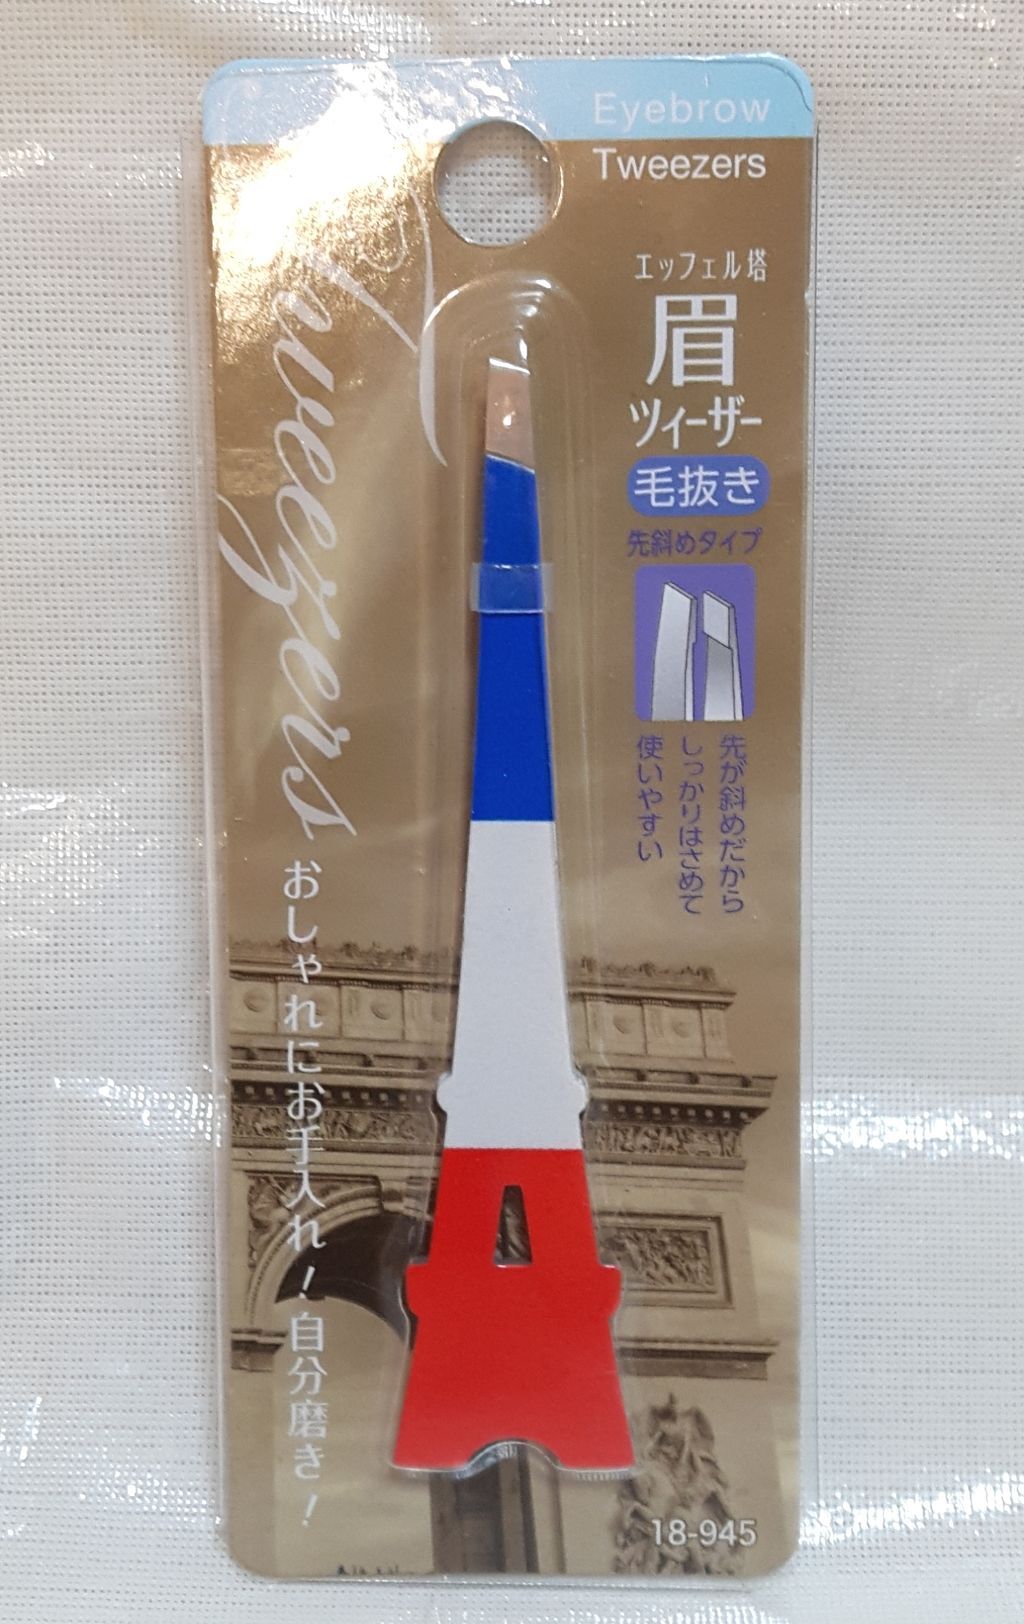 Eyebrow
Tweezers
エッフェル塔
眉
ツィーザー
毛抜き
先斜めタイプ
先が斜めだから
しっかりはさめて
使いやすい
Tweezers
おしゃれにお手入れ！自分磨き！
18-945